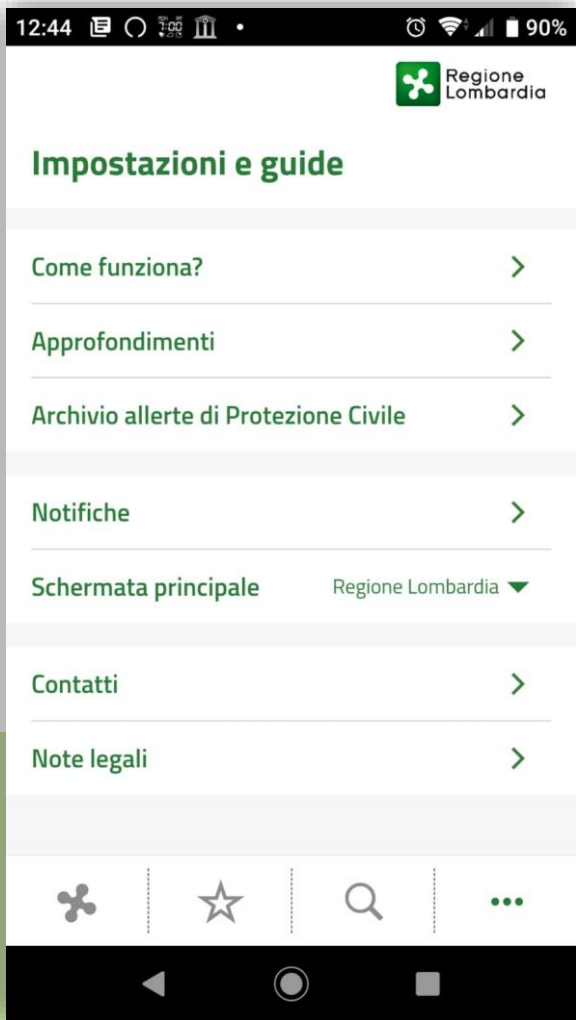 12:44 90%
Regione
Lombardia
Impostazioni e guide
Come funziona?
Approfondimenti
Archivio allerte di Protezione Civile
Notifiche
Schermata principale Regione Lombardia
Contatti
Note legali